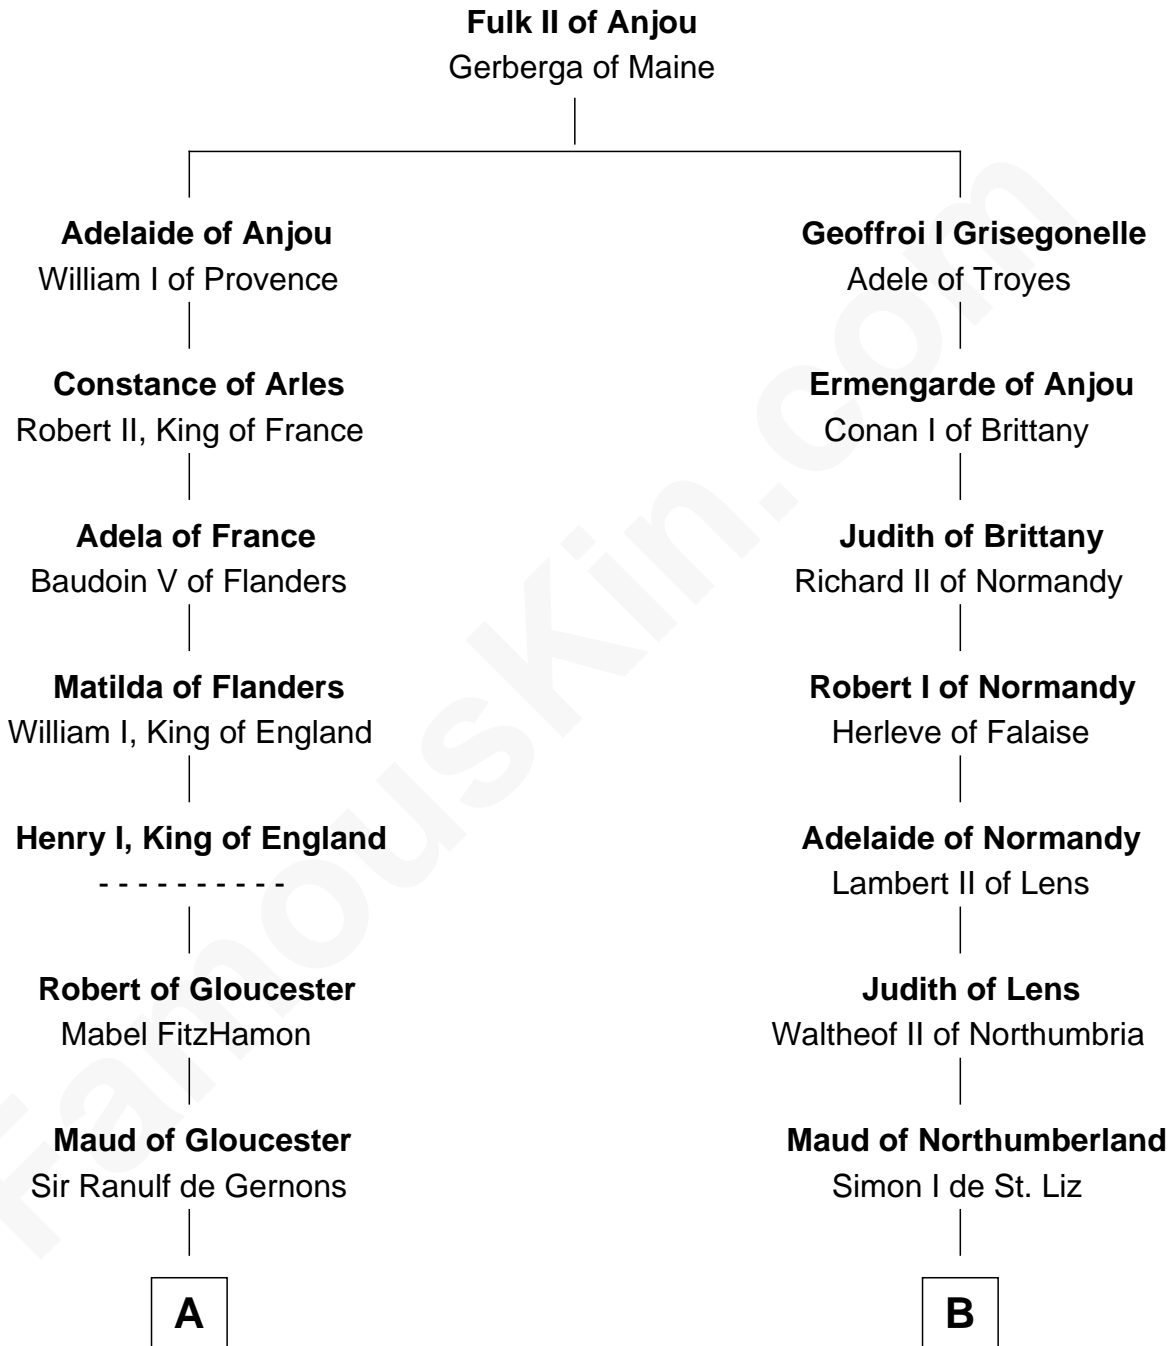 Fulk II of Anjou
Gerberga of Maine
Adelaide of Anjou
William I of Provence
Geoffroi I Grisegonelle
Adele of Troyes
Constance of Arles
Robert II, King of France
Ermengarde of Anjou
Conan I of Brittany
Adela of France
Baudoin V of Flanders
Judith of Brittany
Richard II of Normandy
Matilda of Flanders
William I, King of England
Robert I of Normandy
Herleve of Falaise
Henry I, King of England
- - - - - - - - - -
Adelaide of Normandy
Lambert II of Lens
Robert of Gloucester
Mabel FitzHamon
Judith of Lens
Waltheof II of Northumbria
Maud of Gloucester
Sir Ranulf de Gernons
Maud of Northumberland
Simon I de St. Liz
A
B
FamousKin.com